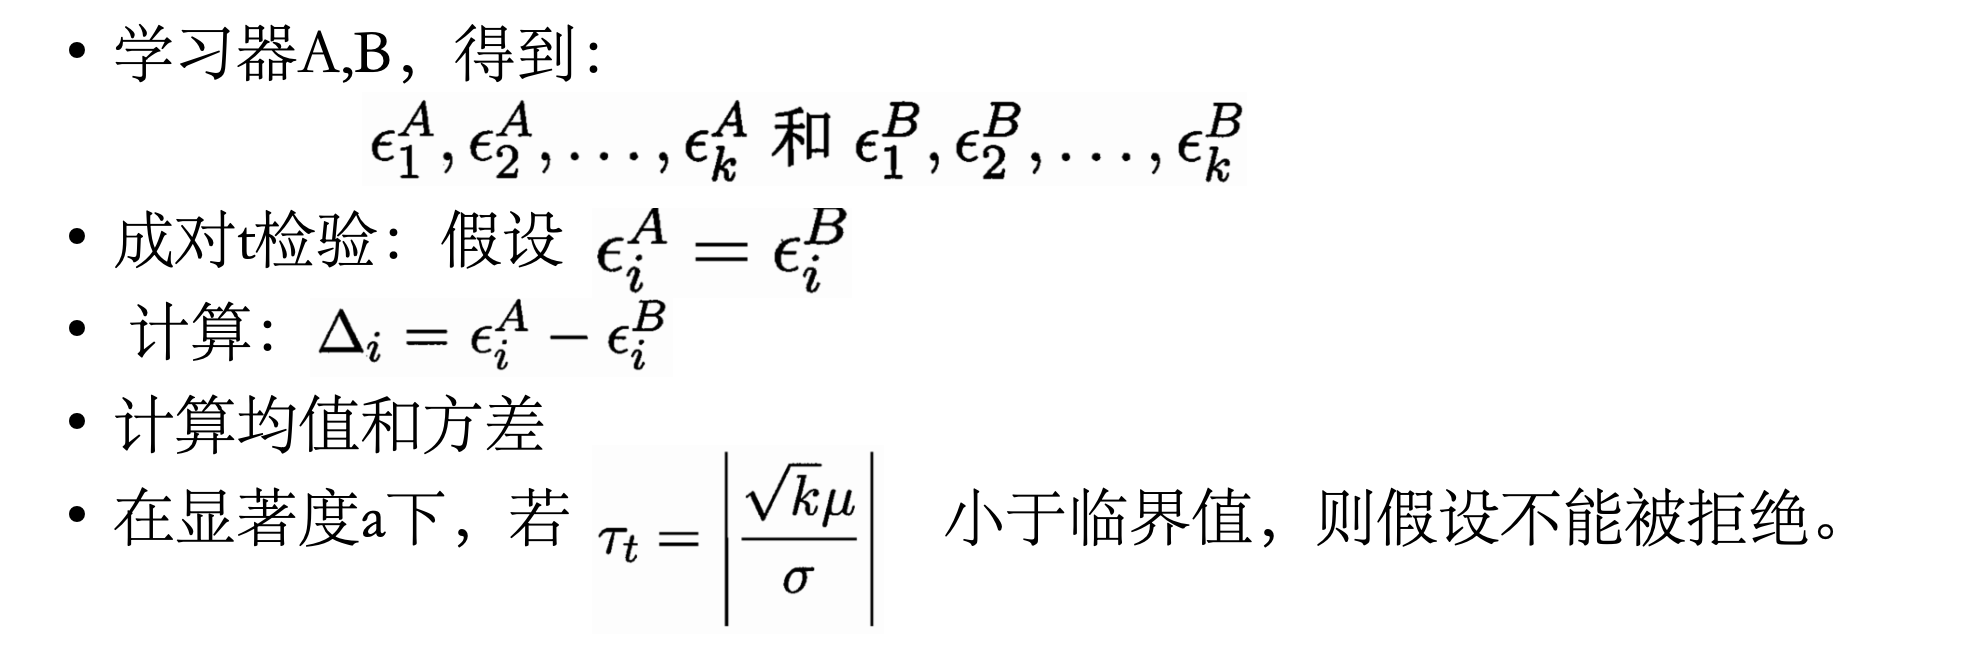 • 学习器A,B，得到：
$\epsilon_1^A, \epsilon_2^A, \ldots, \epsilon_k^A$ 和 $\epsilon_1^B, \epsilon_2^B, \ldots, \epsilon_k^B$
• 成对t检验：假设 $\epsilon_i^A = \epsilon_i^B$
• 计算：$\Delta_i = \epsilon_i^A - \epsilon_i^B$
• 计算均值和方差
• 在显著度a下，若 $\tau_t = \left| \frac{\sqrt{k}\mu}{\sigma} \right|$ 小于临界值，则假设不能被拒绝。